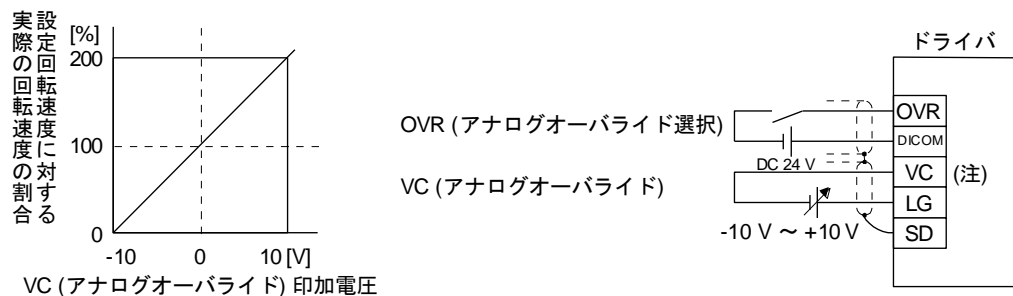 設定回転速度に対する
実際の回転速度の割合
[%]
200
100
0
-10
0
10 [V]
VC (アナログオーバライド) 印加電圧
ドライバ
OVR (アナログオーバライド選択)
DC 24 V
VC (アナログオーバライド)
-10 V ～ +10 V
OVR
DICOM
VC
(注)
LG
SD